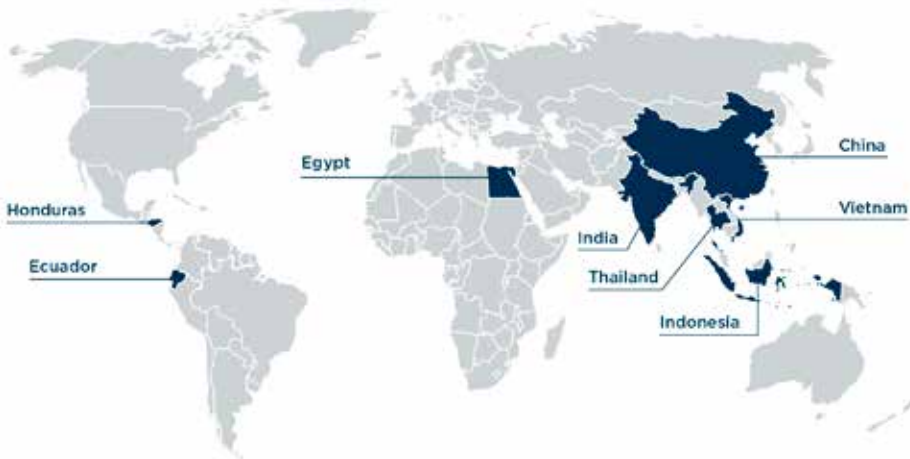 China
Egypt
Honduras
Vietnam
India
Ecuador
Thailand
Indonesia